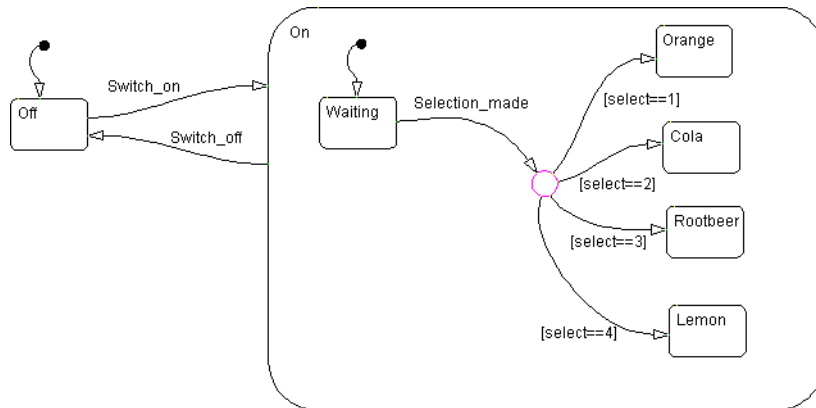 On
Orange
Switch_on
Off
Waiting
Selection_made
[select==1]
Switch_off
Cola
[select==2]
Rootbeer
[select==3]
Lemon
[select==4]